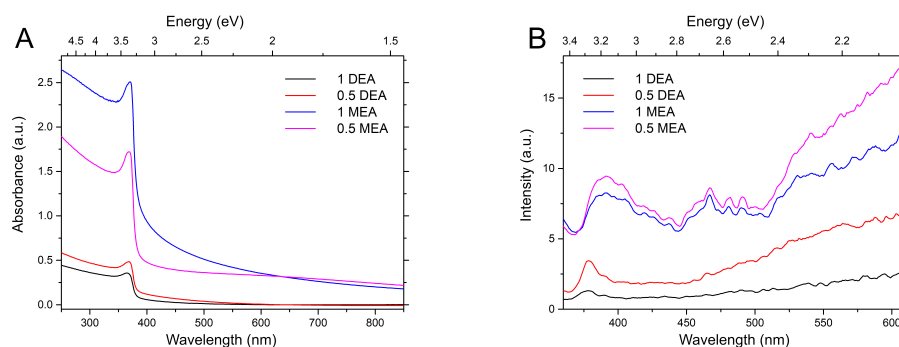 A
Energy (eV)
4.5 4 3.5 3 2.5 2 1.5
Absorbance (a.u.)
2.5
2.0
1.5
1.0
0.5
0.0
1 DEA
0.5 DEA
1 MEA
0.5 MEA
300 400 500 600 700 800
Wavelength (nm)
B
Energy (eV)
3.4 3.2 3 2.8 2.6 2.4 2.2
Intensity (a.u.)
15
10
5
0
1 DEA
0.5 DEA
1 MEA
0.5 MEA
400 450 500 550 600
Wavelength (nm)